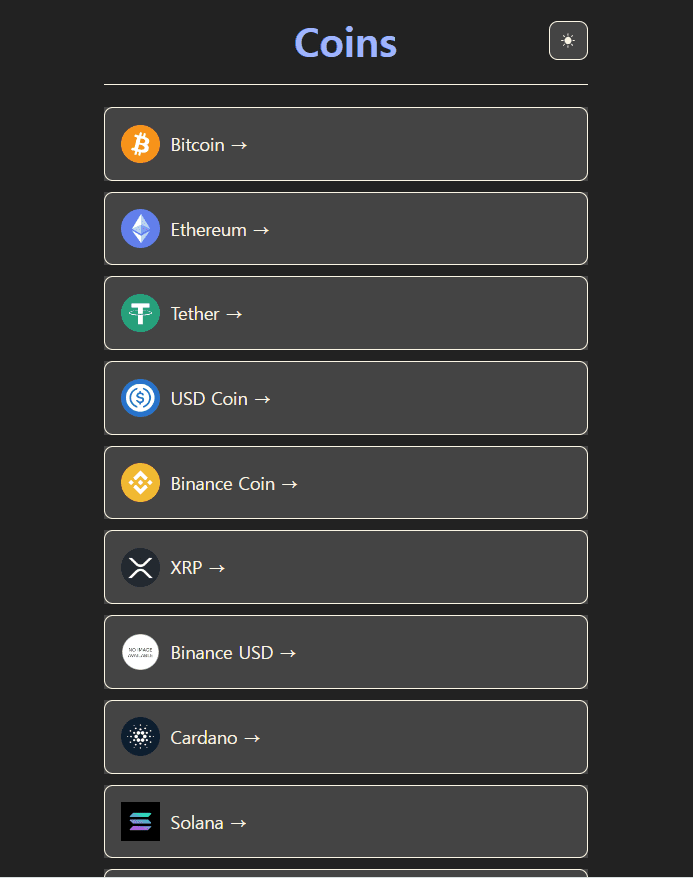 Coins
Bitcoin →
Ethereum →
Tether →
USD Coin →
Binance Coin →
XRP →
NO IMAGE
AVAILABLE
Binance USD →
Cardano →
Solana →